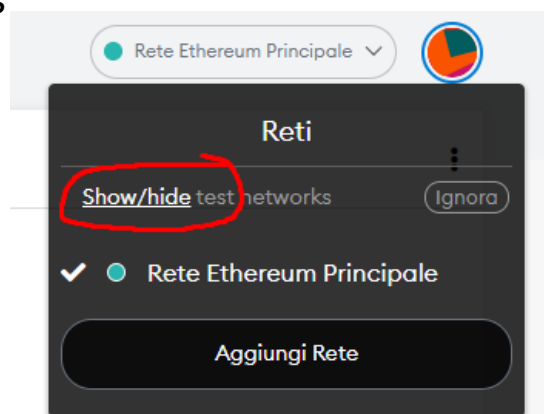 Rete Ethereum Principale
Reti
Show/hide test networks Ignora
Rete Ethereum Principale
Aggiungi Rete